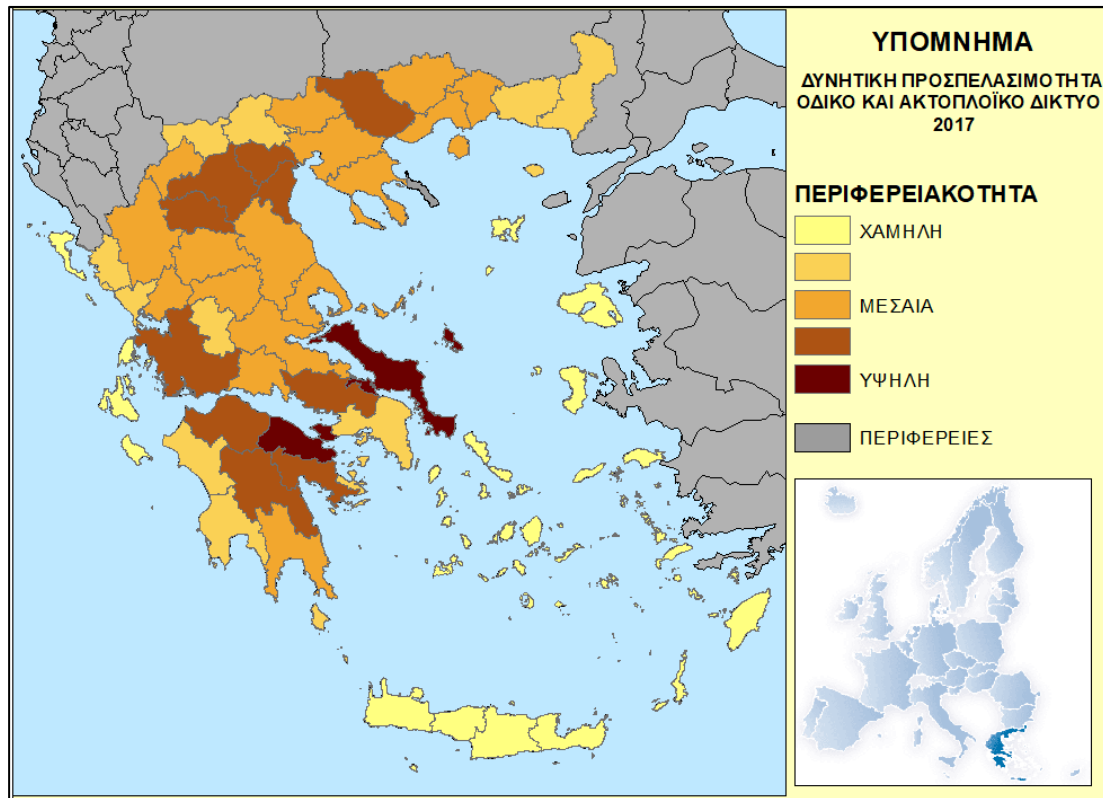 ΥΠΟΜΝΗΜΑ
ΔΥΝΗΤΙΚΗ ΠΡΟΣΠΕΛΑΣΙΜΟΤΗΤΑ
ΟΔΙΚΟ ΚΑΙ ΑΚΤΟΠΛΟΪΚΟ ΔΙΚΤΥΟ
2017
ΠΕΡΙΦΕΡΕΙΑΚΟΤΗΤΑ
ΧΑΜΗΛΗ
ΜΕΣΑΙΑ
ΥΨΗΛΗ
ΠΕΡΙΦΕΡΕΙΕΣ